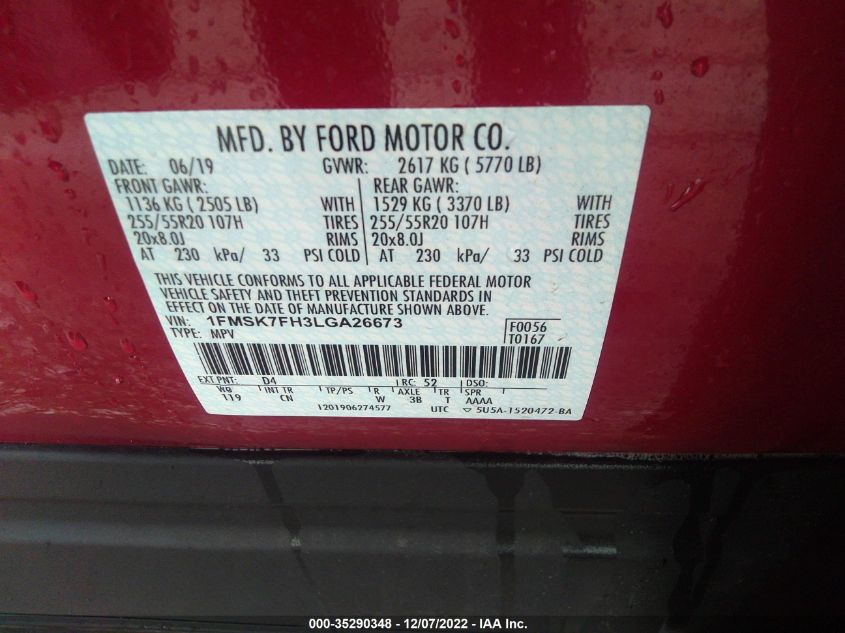 MFD. BY FORD MOTOR CO.
DATE: 06/19 GVWR: 2617 KG ( 5770 LB)
FRONT GAWR: REAR GAWR:
1136 KG ( 2505 LB) WITH 1529 KG ( 3370 LB) WITH
255/55R20 107H TIRES 255/55R20 107H TIRES
20x8.0J RIMS 20x8.0J RIMS
AT 230 kPa/ 33 PSI COLD AT 230 kPa/ 33 PSI COLD
THIS VEHICLE CONFORMS TO ALL APPLICABLE FEDERAL MOTOR
VEHICLE SAFETY AND THEFT PREVENTION STANDARDS IN
EFFECT ON THE DATE OF MANUFACTURE SHOWN ABOVE.
VIN: 1FMSK7FH3LGA26673 F0056
TYPE: MPV T0167
EXT PNT: D4 RC: 52 DSO:
WB INT TR TP/PS R AXLE TR SPR
119 CN W 3B T AAAA
1201906274577 UTC ▽ 5U5A-1520472-BA
000-35290348 - 12/07/2022 - IAA Inc.